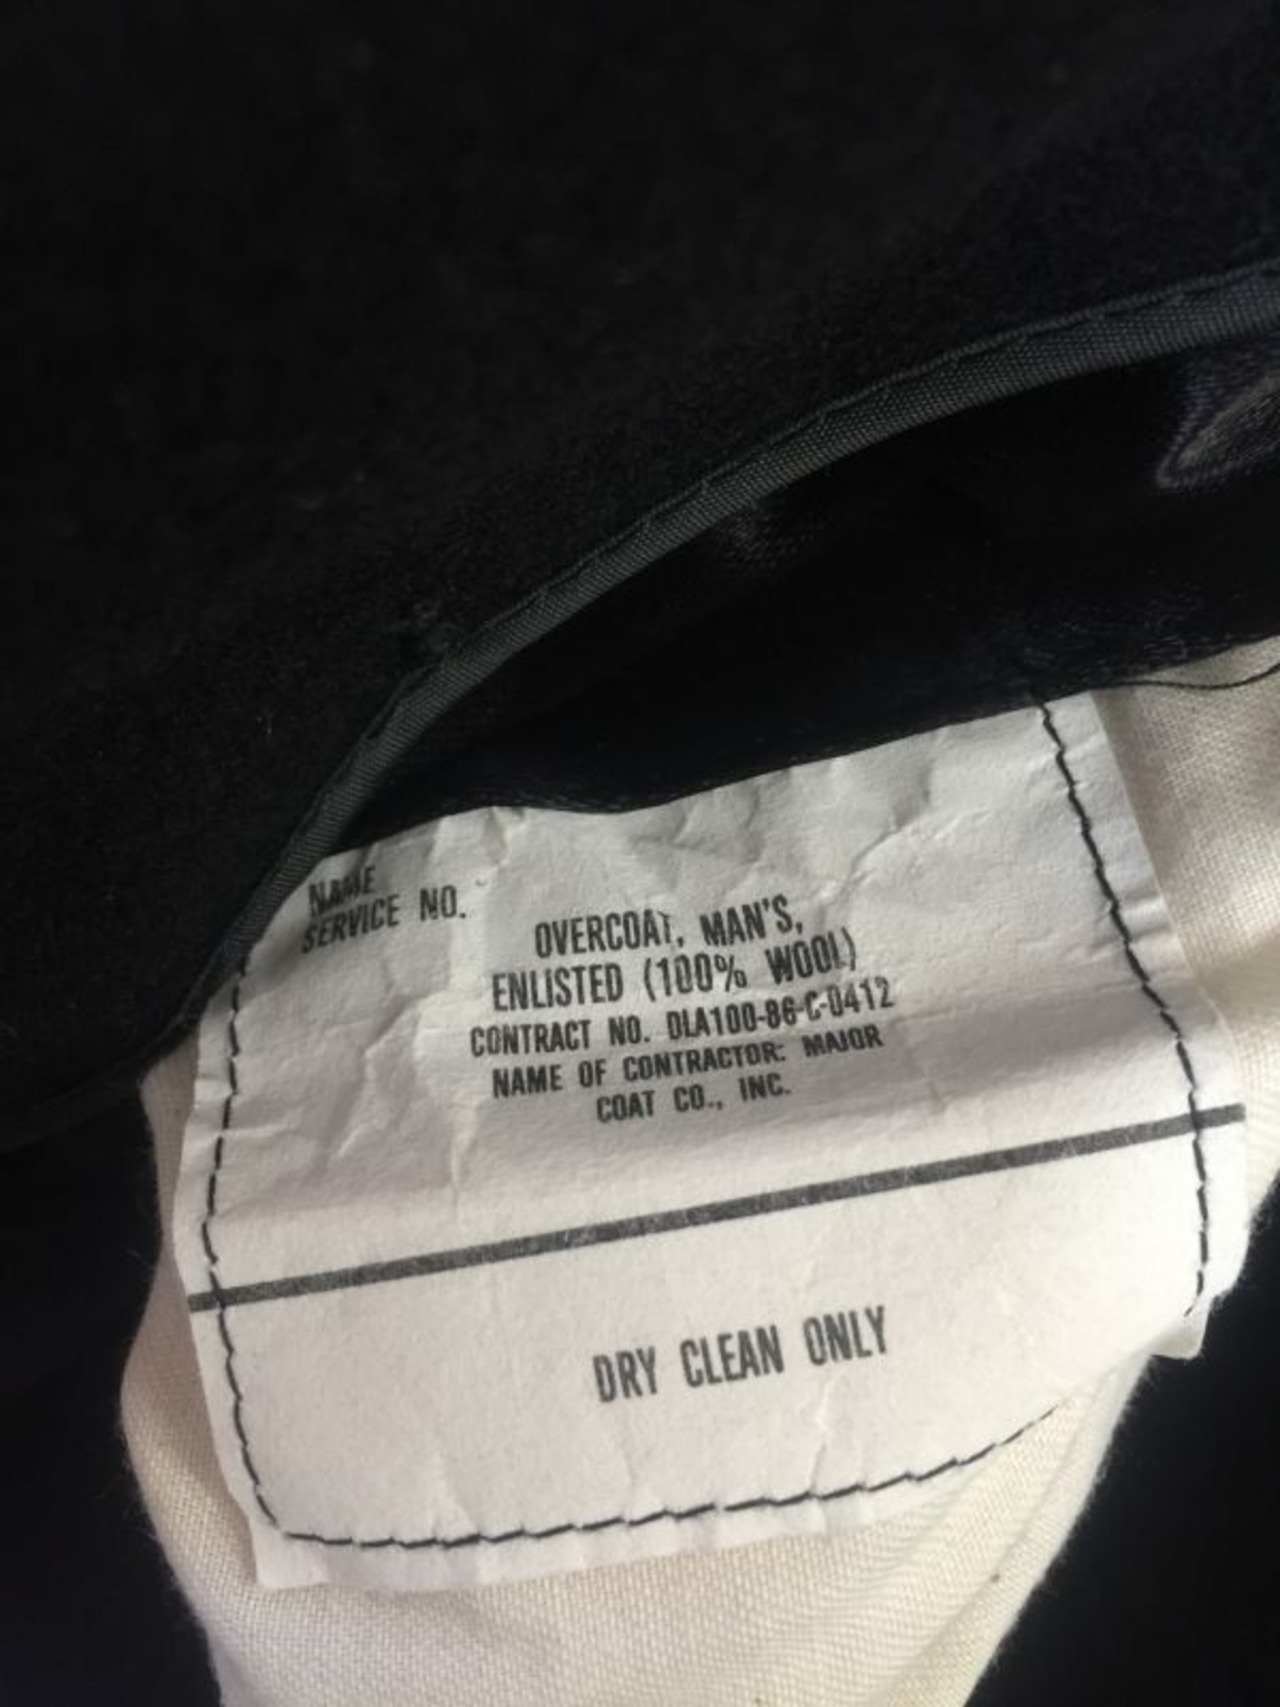 NAME
SERVICE NO.
OVERCOAT, MAN'S,
ENLISTED (100% WOOL)
CONTRACT NO. DLA100-86-C-0412
NAME OF CONTRACTOR: MAJOR
COAT CO., INC.
DRY CLEAN ONLY